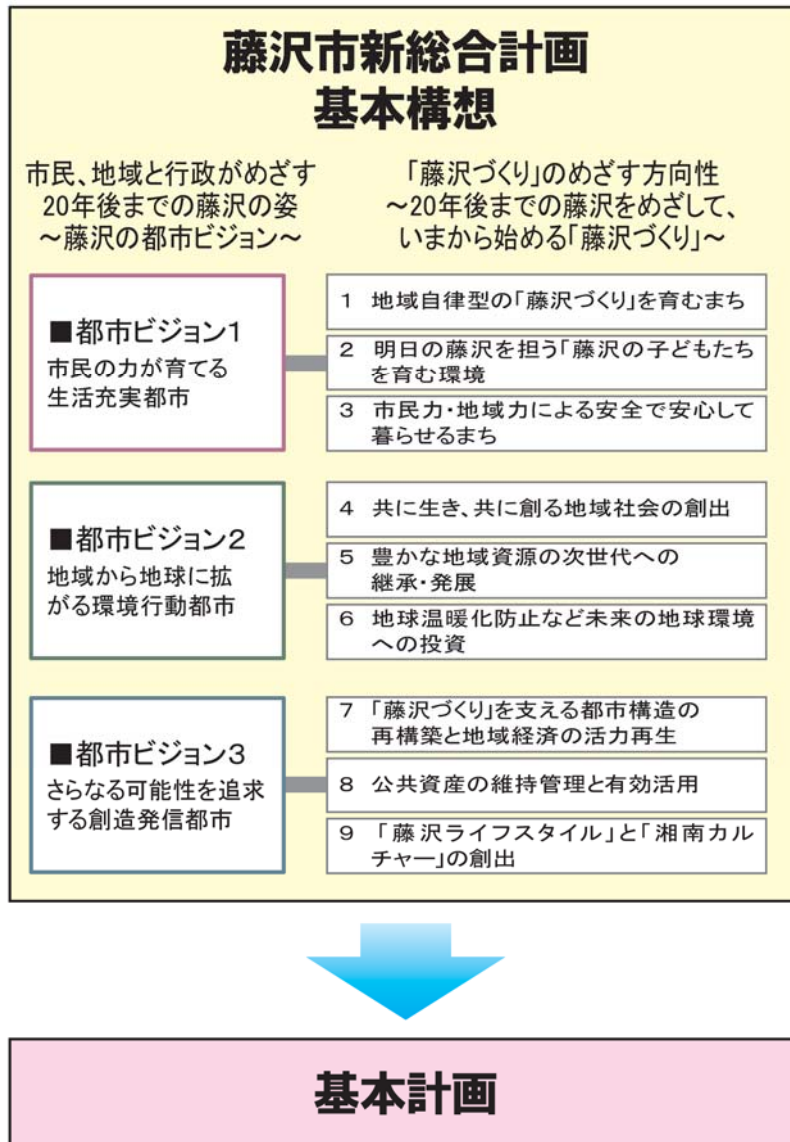 藤沢市新総合計画
基本構想
市民、地域と行政がめざす
20年後までの藤沢の姿
～藤沢の都市ビジョン～
「藤沢づくり」のめざす方向性
～20年後までの藤沢をめざして、
いまから始める「藤沢づくり」～
■都市ビジョン1
市民の力が育てる
生活充実都市
1 地域自律型の「藤沢づくり」を育むまち
2 明日の藤沢を担う「藤沢の子どもたち
を育む環境
3 市民力・地域力による安全で安心して
暮らせるまち
■都市ビジョン2
地域から地球に拡
がる環境行動都市
4 共に生き、共に創る地域社会の創出
5 豊かな地域資源の次世代への
継承・発展
6 地球温暖化防止など未来の地球環境
への投資
■都市ビジョン3
さらなる可能性を追求
する創造発信都市
7 「藤沢づくり」を支える都市構造の
再構築と地域経済の活力再生
8 公共資産の維持管理と有効活用
9 「藤沢ライフスタイル」と「湘南カル
チャー」の創出
基本計画